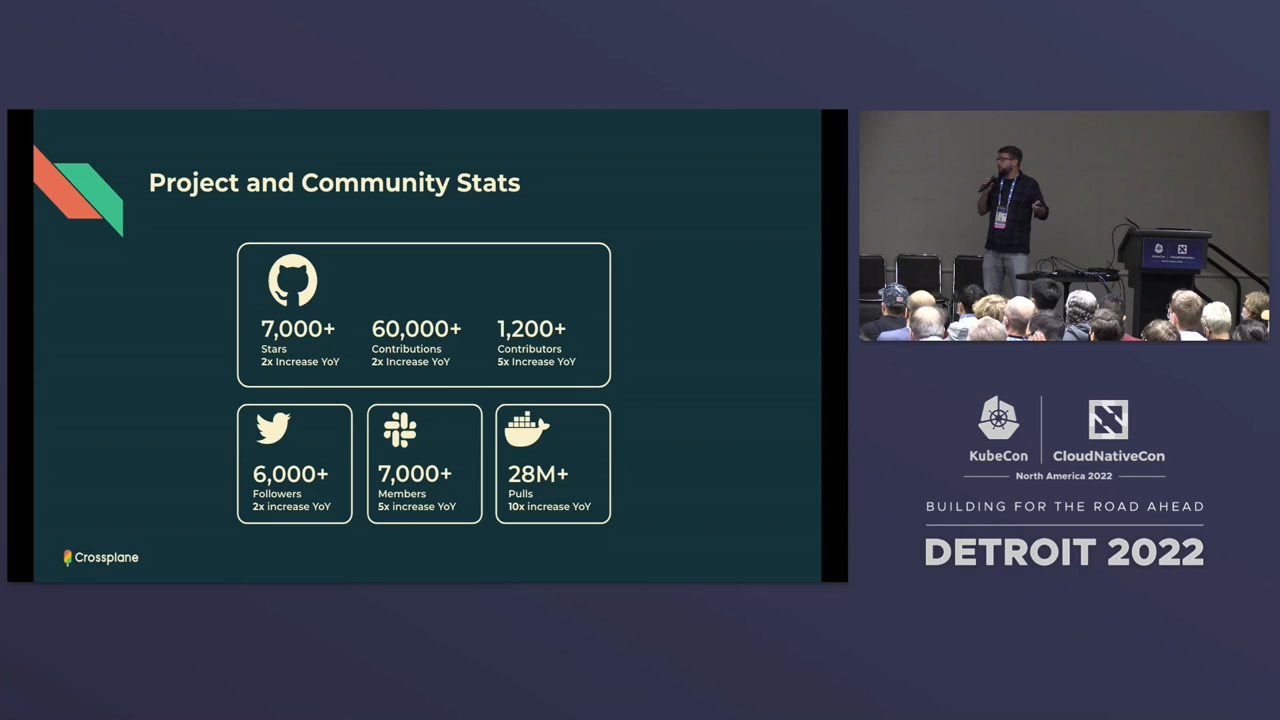 Project and Community Stats
7,000+
Stars
2x Increase YoY
60,000+
Contributions
2x Increase YoY
1,200+
Contributors
5x Increase YoY
6,000+
Followers
2x increase YoY
7,000+
Members
5x increase YoY
28M+
Pulls
10x increase YoY
Crossplane
KubeCon
CloudNativeCon
North America 2022
BUILDING FOR THE ROAD AHEAD
DETROIT 2022